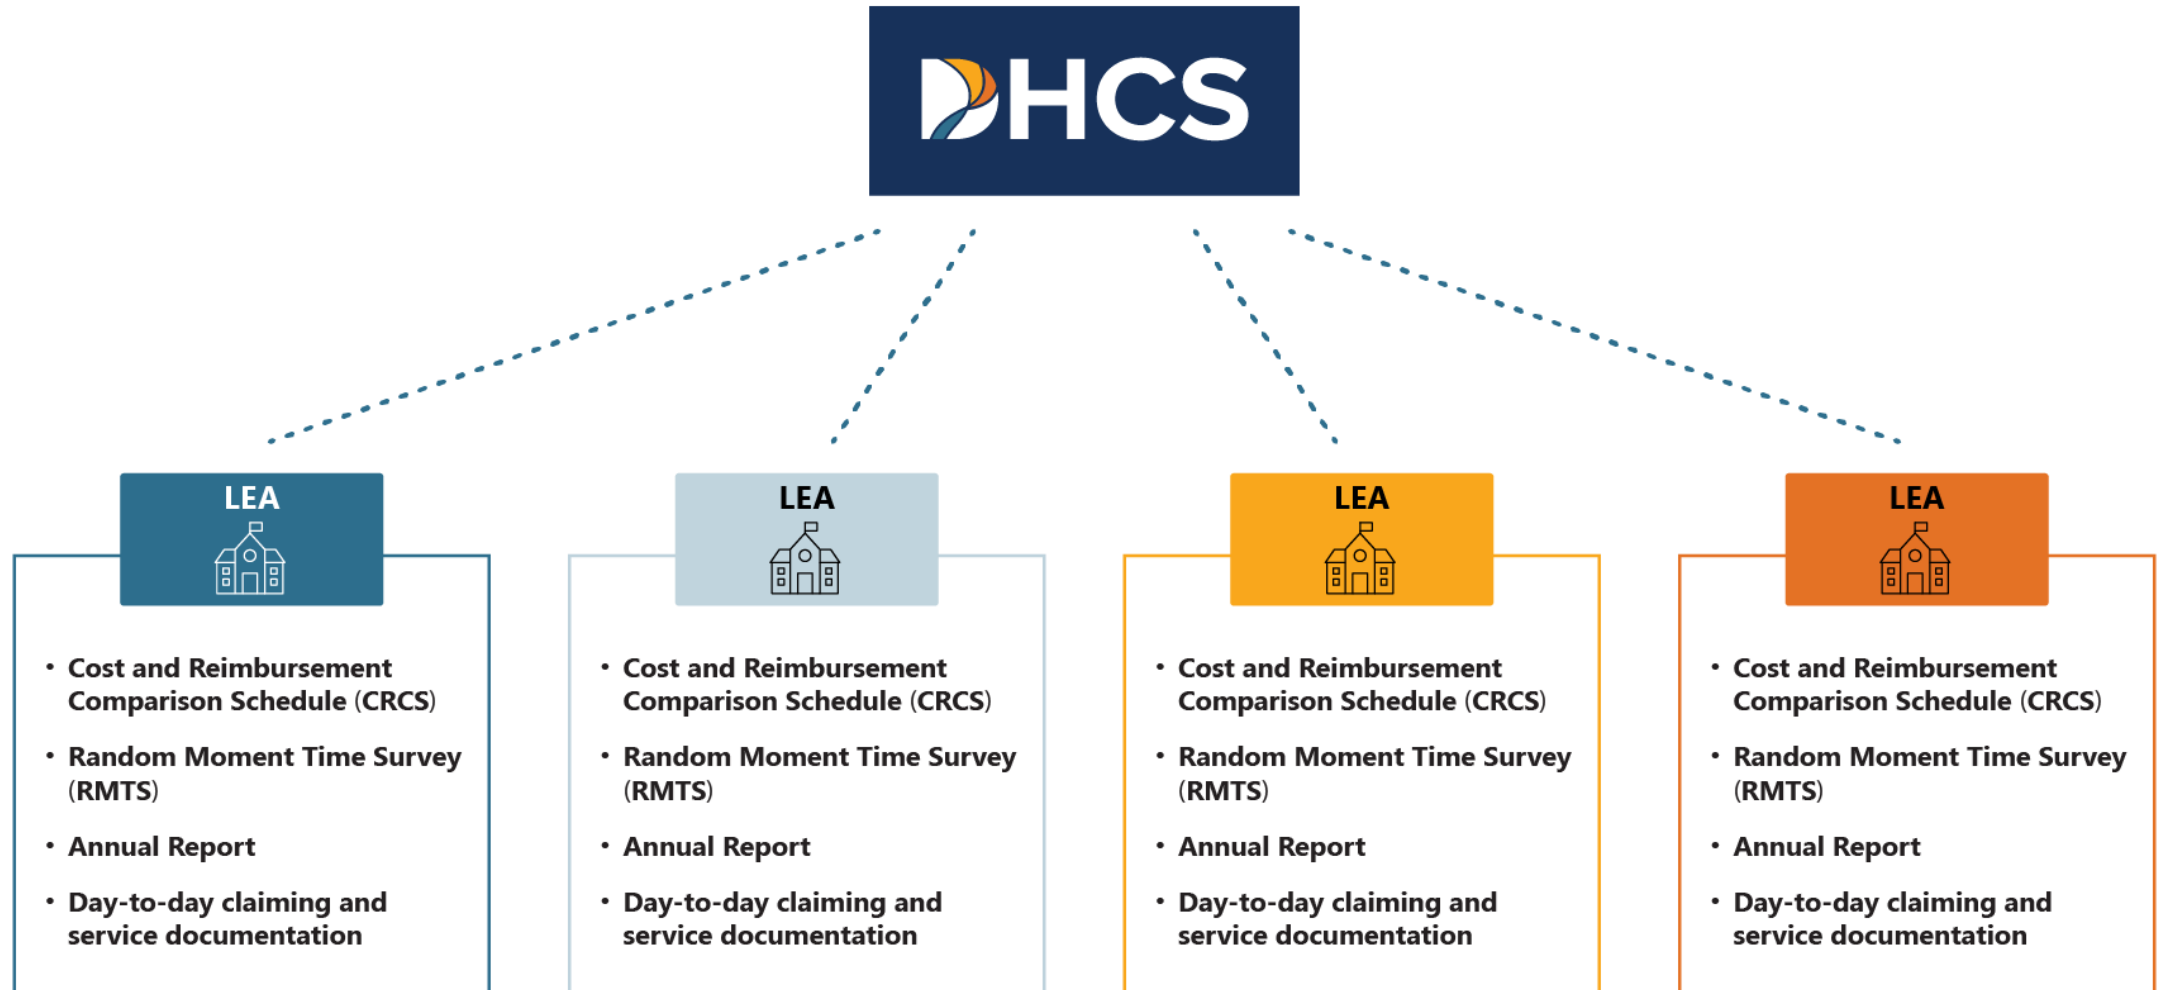 DHCS
LEA
• Cost and Reimbursement
Comparison Schedule (CRCS)
• Random Moment Time Survey
(RMTS)
• Annual Report
• Day-to-day claiming and
service documentation
LEA
• Cost and Reimbursement
Comparison Schedule (CRCS)
• Random Moment Time Survey
(RMTS)
• Annual Report
• Day-to-day claiming and
service documentation
LEA
• Cost and Reimbursement
Comparison Schedule (CRCS)
• Random Moment Time Survey
(RMTS)
• Annual Report
• Day-to-day claiming and
service documentation
LEA
• Cost and Reimbursement
Comparison Schedule (CRCS)
• Random Moment Time Survey
(RMTS)
• Annual Report
• Day-to-day claiming and
service documentation